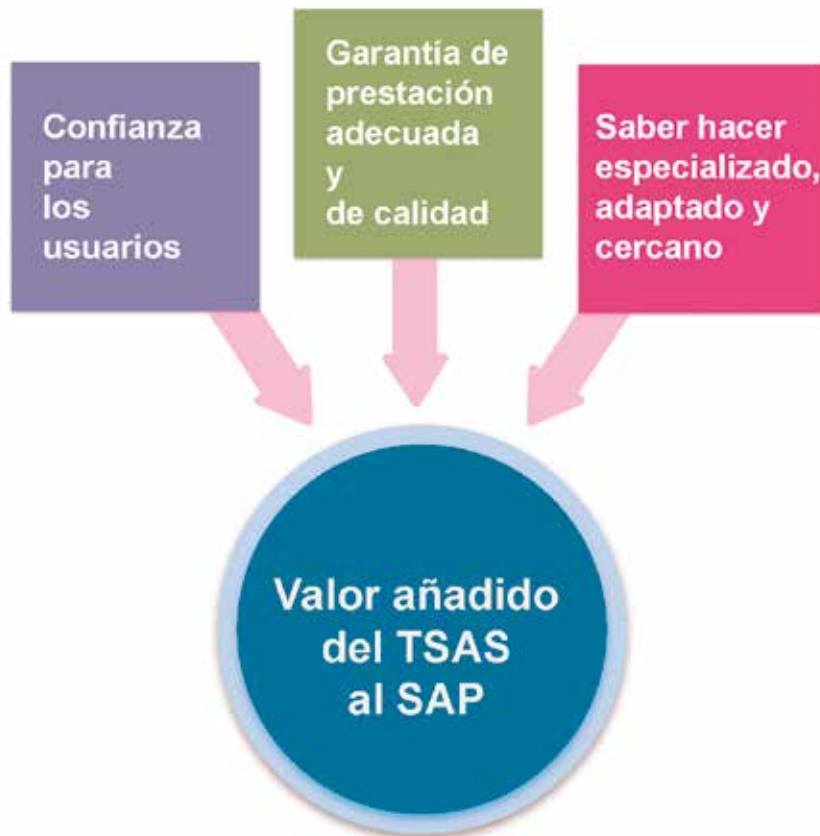 Confianza
para
los
usuarios
Garantía de
prestación
adecuada
y
de calidad
Saber hacer
especializado,
adaptado y
cercano
Valor añadido
del TSAS
al SAP